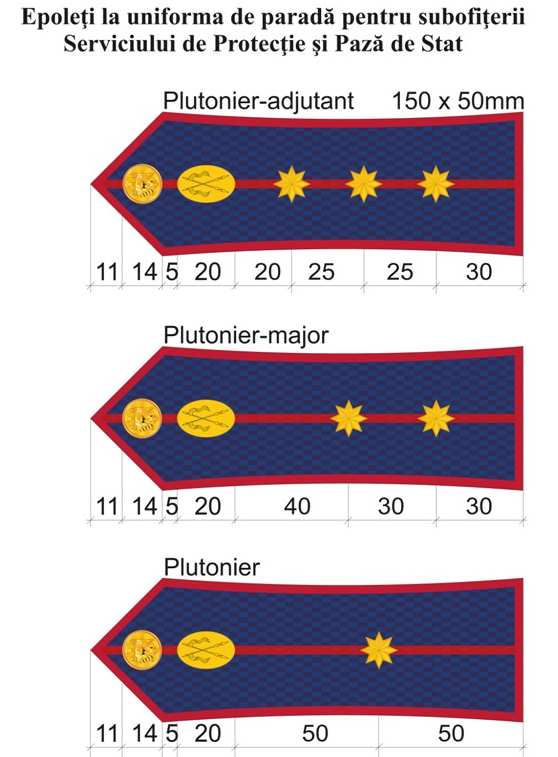 Epoleţi la uniforma de paradă pentru subofiţerii
Serviciului de Protecţie şi Pază de Stat
Plutonier-adjutant 150 x 50mm
11 14 5 20 20 25 25 30
Plutonier-major
11 14 5 20 40 30 30
Plutonier
11 14 5 20 50 50